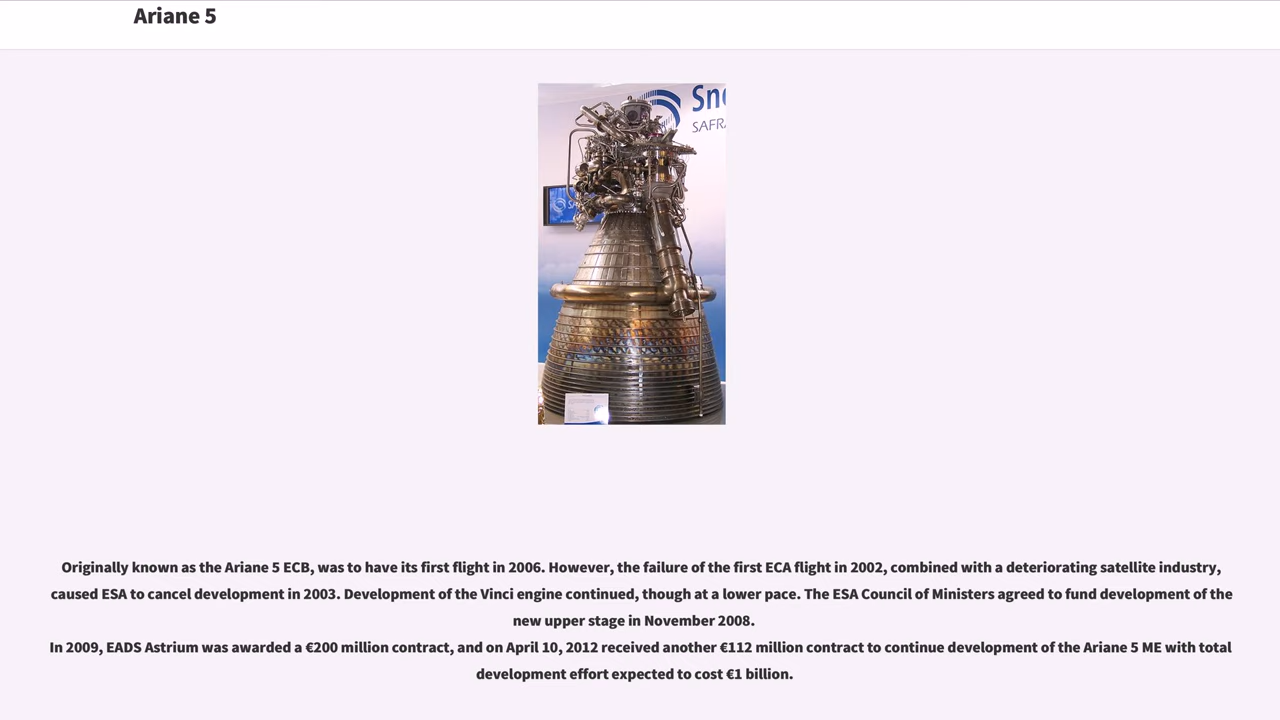 Ariane 5
SAFR
Originally known as the Ariane 5 ECB, was to have its first flight in 2006. However, the failure of the first ECA flight in 2002, combined with a deteriorating satellite industry,
caused ESA to cancel development in 2003. Development of the Vinci engine continued, though at a lower pace. The ESA Council of Ministers agreed to fund development of the
new upper stage in November 2008.
In 2009, EADS Astrium was awarded a €200 million contract, and on April 10, 2012 received another €112 million contract to continue development of the Ariane 5 ME with total
development effort expected to cost €1 billion.